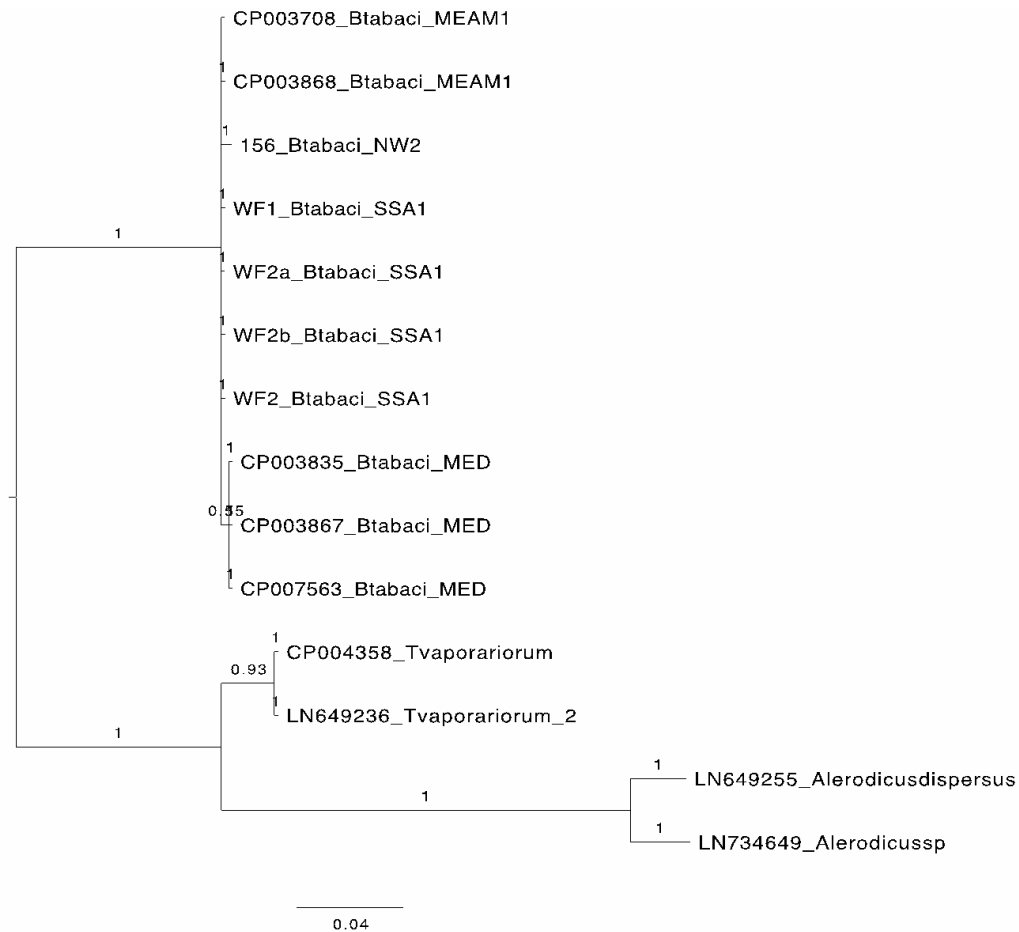 CP003708_Btabaci_MEAM1
1
CP003868_Btabaci_MEAM1
1
156_Btabaci_NW2
1
WF1_Btabaci_SSA1
1
1
WF2a_Btabaci_SSA1
1
WF2b_Btabaci_SSA1
1
WF2_Btabaci_SSA1
1
CP003835_Btabaci_MED
CP003867_Btabaci_MED
1
CP007563_Btabaci_MED
1
CP004358_Tvaporariorum
0.93
1
LN649236_Tvaporariorum_2
1
1
LN649255_Alerodicusdispersus
1
1
LN734649_Alerodicussp
0.04